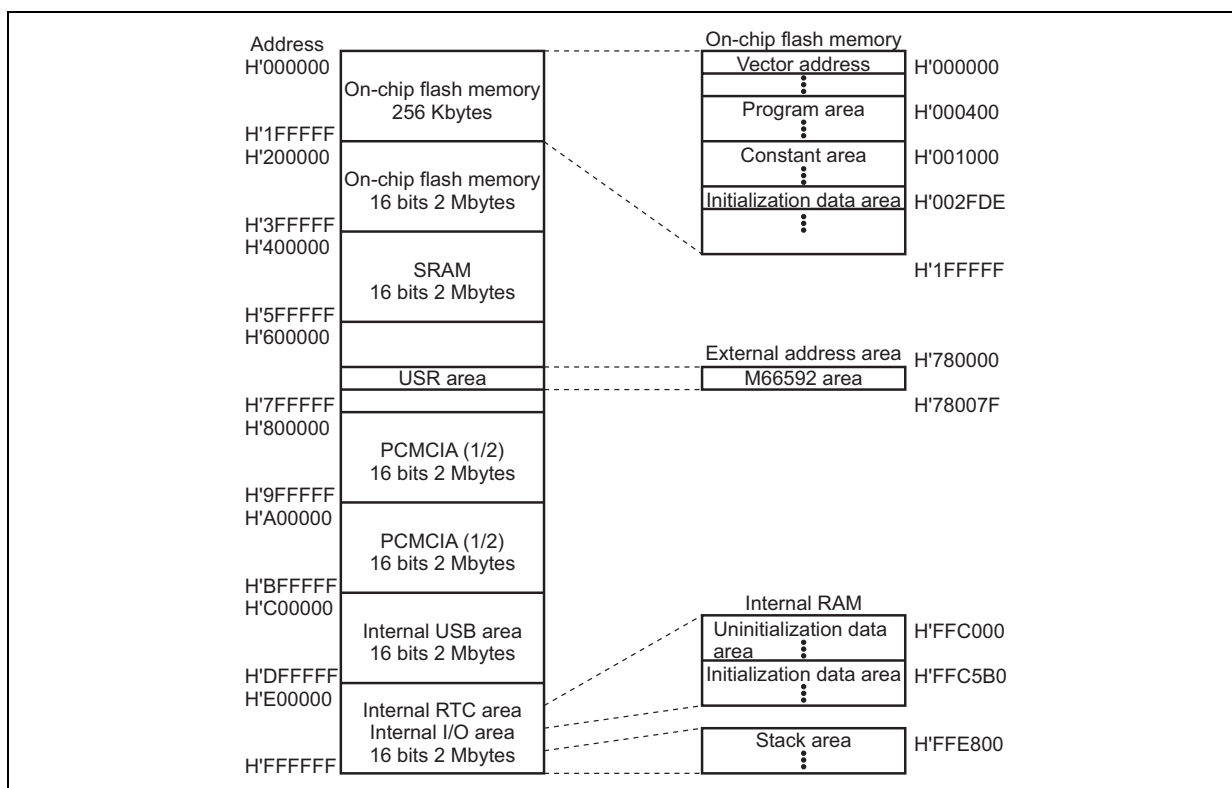 Address
H'000000
On-chip flash memory
256 Kbytes
H'1FFFFF
H'200000
On-chip flash memory
16 bits 2 Mbytes
H'3FFFFF
H'400000
SRAM
16 bits 2 Mbytes
H'5FFFFF
H'600000
USR area
H'7FFFFF
H'800000
PCMCIA (1/2)
16 bits 2 Mbytes
H'9FFFFF
H'A00000
PCMCIA (1/2)
16 bits 2 Mbytes
H'BFFFFF
H'C00000
Internal USB area
16 bits 2 Mbytes
H'DFFFFF
H'E00000
Internal RTC area
Internal I/O area
16 bits 2 Mbytes
H'FFFFFF
On-chip flash memory
Vector address
H'000000
Program area
H'000400
Constant area
H'001000
Initialization data area
H'002FDE
H'1FFFFF
External address area
H'780000
M66592 area
H'78007F
Internal RAM
Uninitialization data
area
H'FFC000
Initialization data area
H'FFC5B0
Stack area
H'FFE800